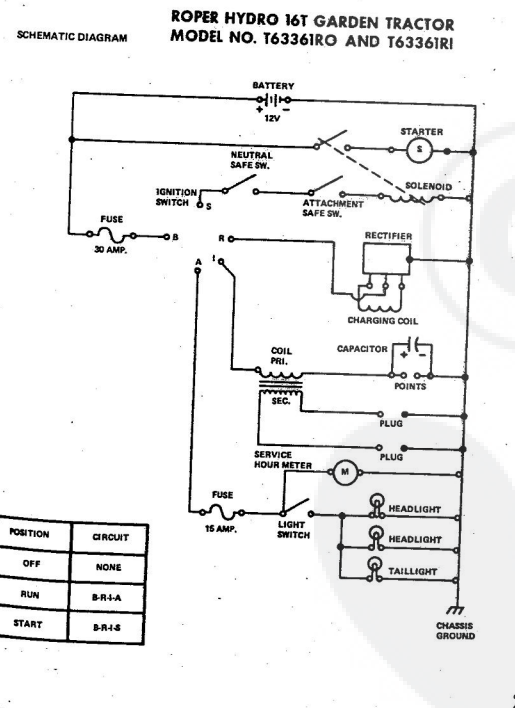 ROPER HYDRO 16T GARDEN TRACTOR
SCHEMATIC DIAGRAM
MODEL NO. T63361RO AND T63361RI
BATTERY
+ −
12V
STARTER
S
NEUTRAL
SAFE SW.
IGNITION
SWITCH
S
ATTACHMENT
SAFE SW.
SOLENOID
FUSE
30 AMP.
B
R
A
I
RECTIFIER
CHARGING COIL
COIL
PRI.
CAPACITOR
+ −
POINTS
SEC.
PLUG
PLUG
SERVICE
HOUR METER
M
FUSE
15 AMP.
LIGHT
SWITCH
HEADLIGHT
HEADLIGHT
TAILLIGHT
CHASSIS
GROUND
POSITION CIRCUIT
OFF NONE
RUN B-R-I-A
START B-R-I-S